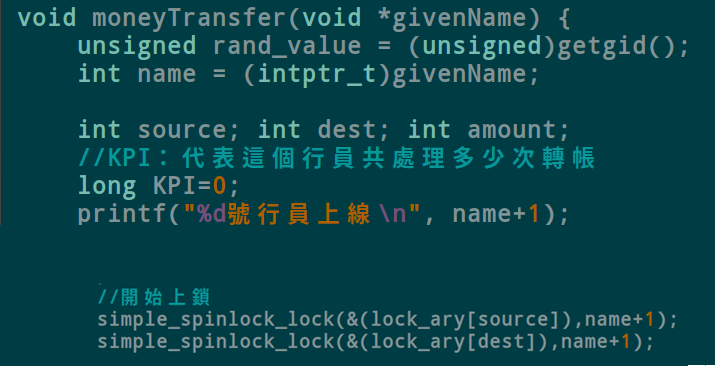 void moneyTransfer(void *givenName) {
unsigned rand_value = (unsigned)getgid();
int name = (intptr_t)givenName;
int source; int dest; int amount;
//KPI: 代表這個行員共處理多少次轉帳
long KPI=0;
printf("%d號行員上線\n", name+1);
//開始上鎖
simple_spinlock_lock(&(lock_ary[source]),name+1);
simple_spinlock_lock(&(lock_ary[dest]),name+1);